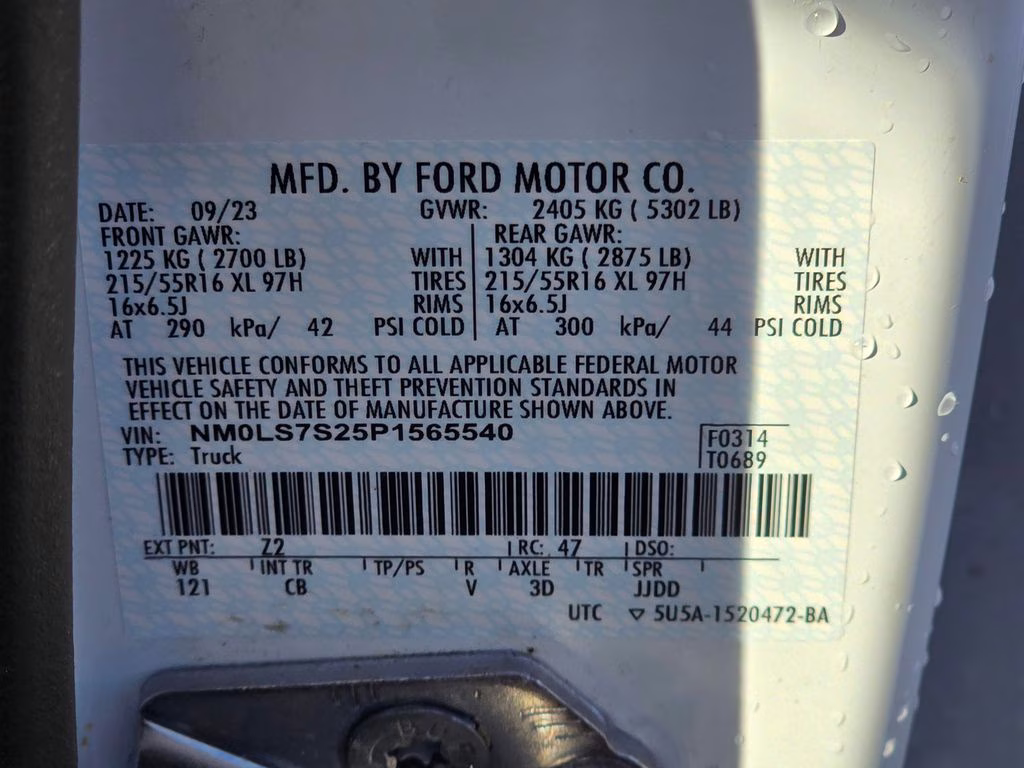 MFD. BY FORD MOTOR CO.
DATE: 09/23 GVWR: 2405 KG ( 5302 LB)
FRONT GAWR: REAR GAWR:
1225 KG ( 2700 LB) WITH 1304 KG ( 2875 LB) WITH
215/55R16 XL 97H TIRES 215/55R16 XL 97H TIRES
16x6.5J RIMS 16x6.5J RIMS
AT 290 kPa/ 42 PSI COLD AT 300 kPa/ 44 PSI COLD
THIS VEHICLE CONFORMS TO ALL APPLICABLE FEDERAL MOTOR
VEHICLE SAFETY AND THEFT PREVENTION STANDARDS IN
EFFECT ON THE DATE OF MANUFACTURE SHOWN ABOVE.
VIN: NM0LS7S25P1565540 F0314
TYPE: Truck T0689
EXT PNT: Z2 RC: 47 DSO:
WB INT TR TP/PS R AXLE TR SPR
121 CB V 3D JJDD
UTC ▽ 5U5A-1520472-BA